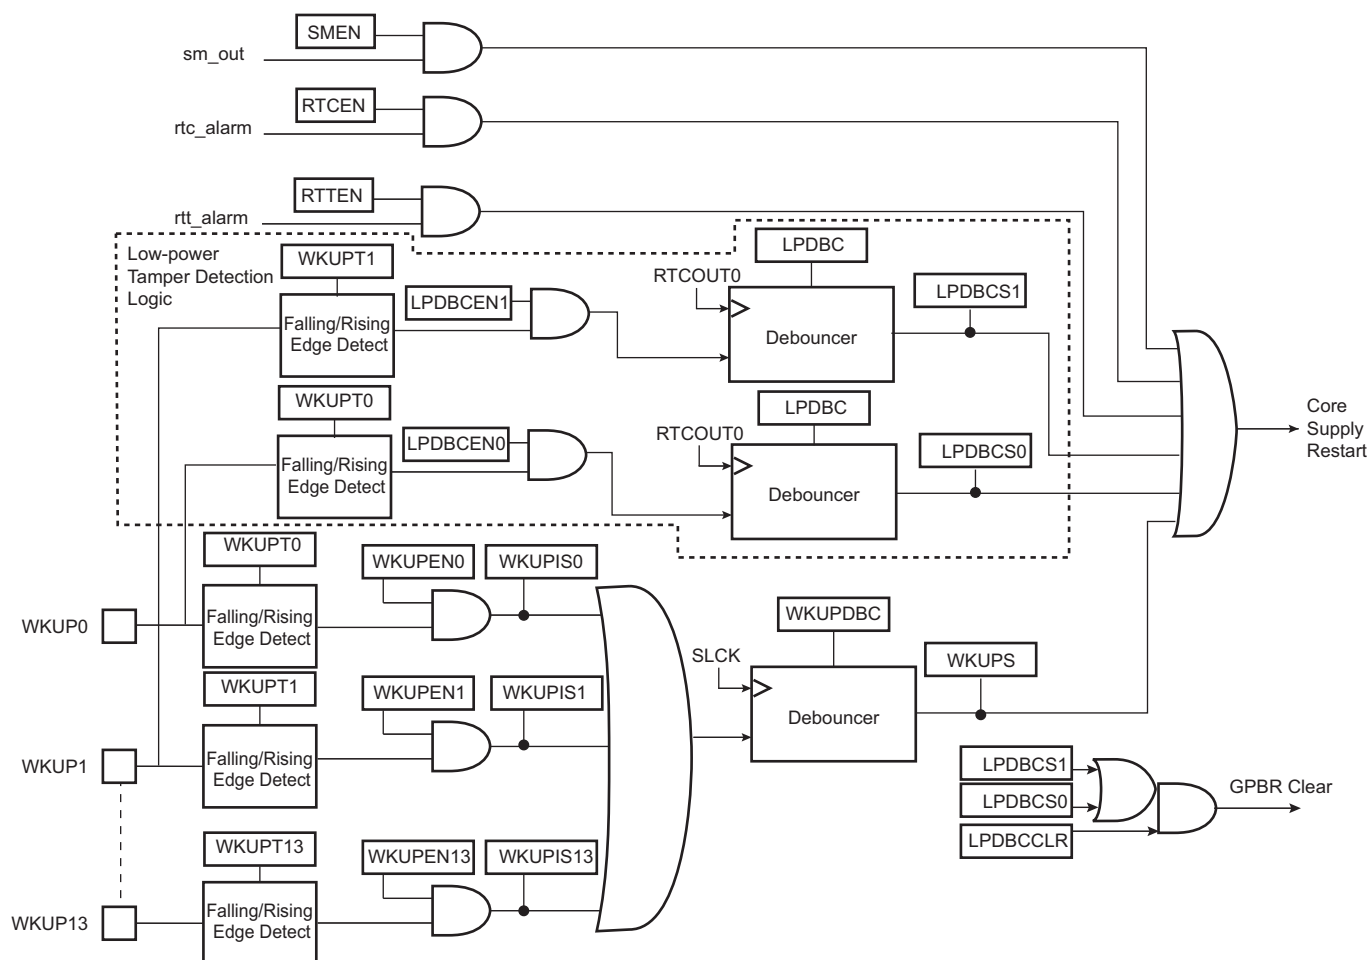 SMEN
sm_out
RTCEN
rtc_alarm
RTTEN
rtt_alarm
Low-power
Tamper Detection
Logic
WKUPT1
Falling/Rising
Edge Detect
LPDBCEN1
RTCOUT0
LPDBC
Debouncer
LPDBCS1
WKUPT0
Falling/Rising
Edge Detect
LPDBCEN0
RTCOUT0
LPDBC
Debouncer
LPDBCS0
Core
Supply
Restart
WKUPT0
WKUP0
Falling/Rising
Edge Detect
WKUPEN0
WKUPIS0
WKUPT1
WKUP1
Falling/Rising
Edge Detect
WKUPEN1
WKUPIS1
SLCK
WKUPDBC
Debouncer
WKUPS
WKUPT13
WKUP13
Falling/Rising
Edge Detect
WKUPEN13
WKUPIS13
LPDBCS1
LPDBCS0
LPDBCCLR
GPBR Clear